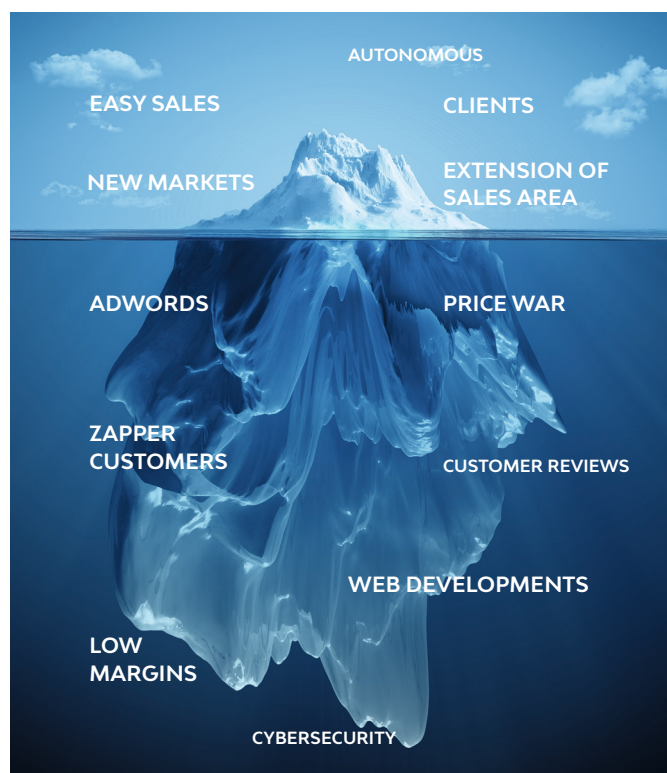 AUTONOMOUS
EASY SALES
CLIENTS
NEW MARKETS
EXTENSION OF
SALES AREA
ADWORDS
PRICE WAR
ZAPPER
CUSTOMERS
CUSTOMER REVIEWS
WEB DEVELOPMENTS
LOW
MARGINS
CYBERSECURITY